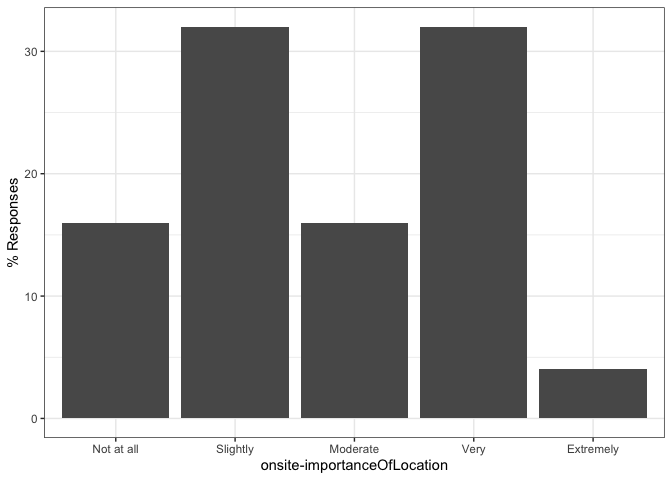 % Responses
30
20
10
0
Not at all Slightly Moderate Very Extremely
onsite-importanceOfLocation